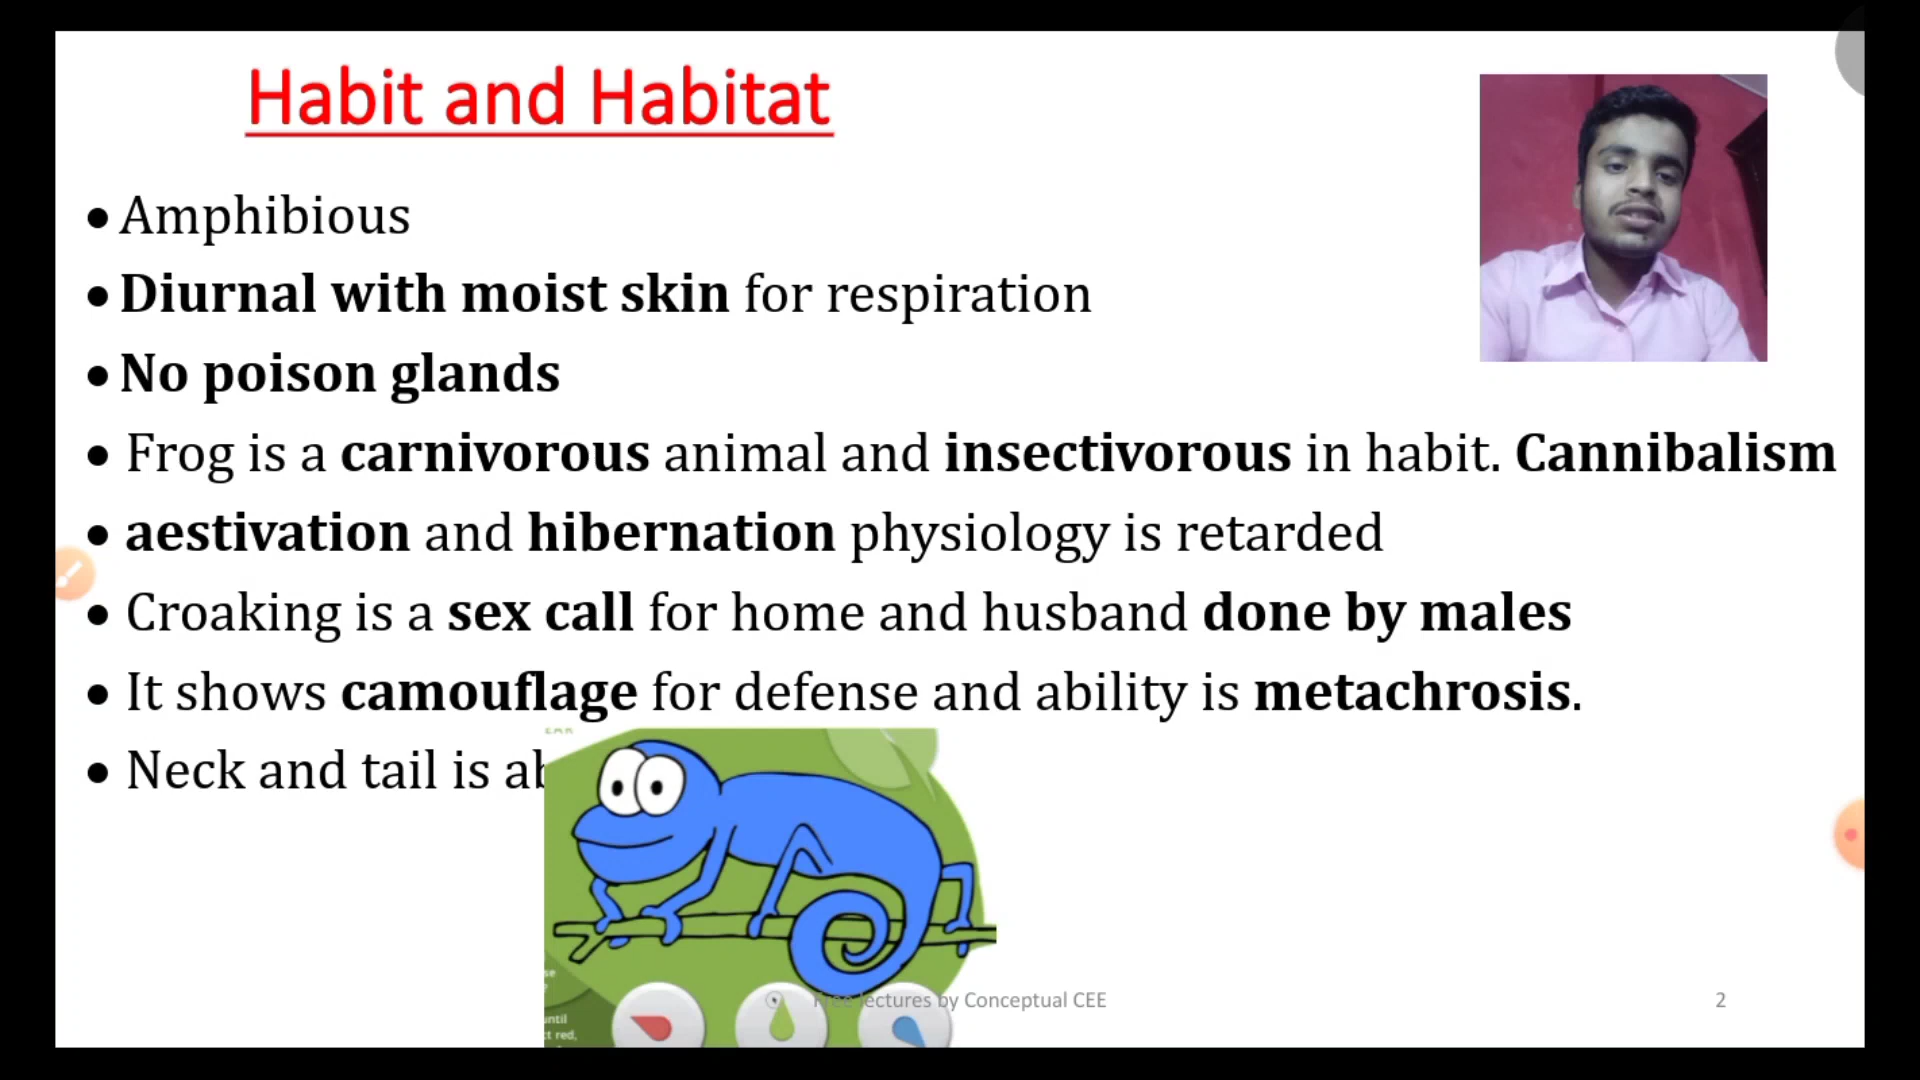 Habit and Habitat
• Amphibious
• Diurnal with moist skin for respiration
• No poison glands
• Frog is a carnivorous animal and insectivorous in habit. Cannibalism
• aestivation and hibernation physiology is retarded
• Croaking is a sex call for home and husband done by males
• It shows camouflage for defense and ability is metachrosis.
• Neck and tail is
Free lectures by Conceptual CEE
2